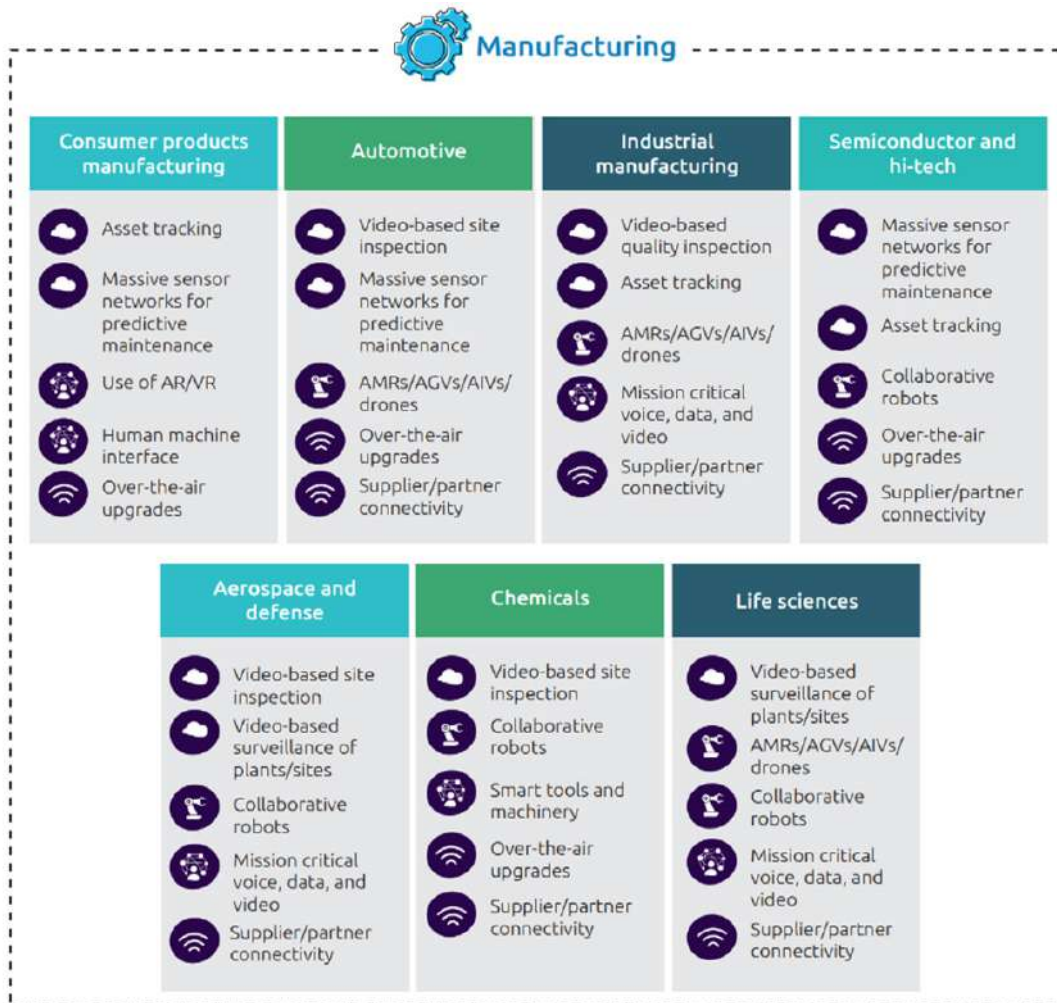 Manufacturing
Consumer products
manufacturing
Asset tracking
Massive sensor
networks for
predictive
maintenance
Use of AR/VR
Human machine
interface
Over-the-air
upgrades
Automotive
Video-based site
inspection
Massive sensor
networks for
predictive
maintenance
AMRs/AGVs/AIVs/
drones
Over-the-air
upgrades
Supplier/partner
connectivity
Industrial
manufacturing
Video-based
quality inspection
Asset tracking
AMRs/AGVs/AIVs/
drones
Mission critical
voice, data, and
video
Supplier/partner
connectivity
Semiconductor and
hi-tech
Massive sensor
networks for
predictive
maintenance
Asset tracking
Collaborative
robots
Over-the-air
upgrades
Supplier/partner
connectivity
Aerospace and
defense
Video-based site
inspection
Video-based
surveillance of
plants/sites
Collaborative
robots
Mission critical
voice, data, and
video
Supplier/partner
connectivity
Chemicals
Video-based site
inspection
Collaborative
robots
Smart tools and
machinery
Over-the-air
upgrades
Supplier/partner
connectivity
Life sciences
Video-based
surveillance of
plants/sites
AMRs/AGVs/AIVs/
drones
Collaborative
robots
Mission critical
voice, data, and
video
Supplier/partner
connectivity